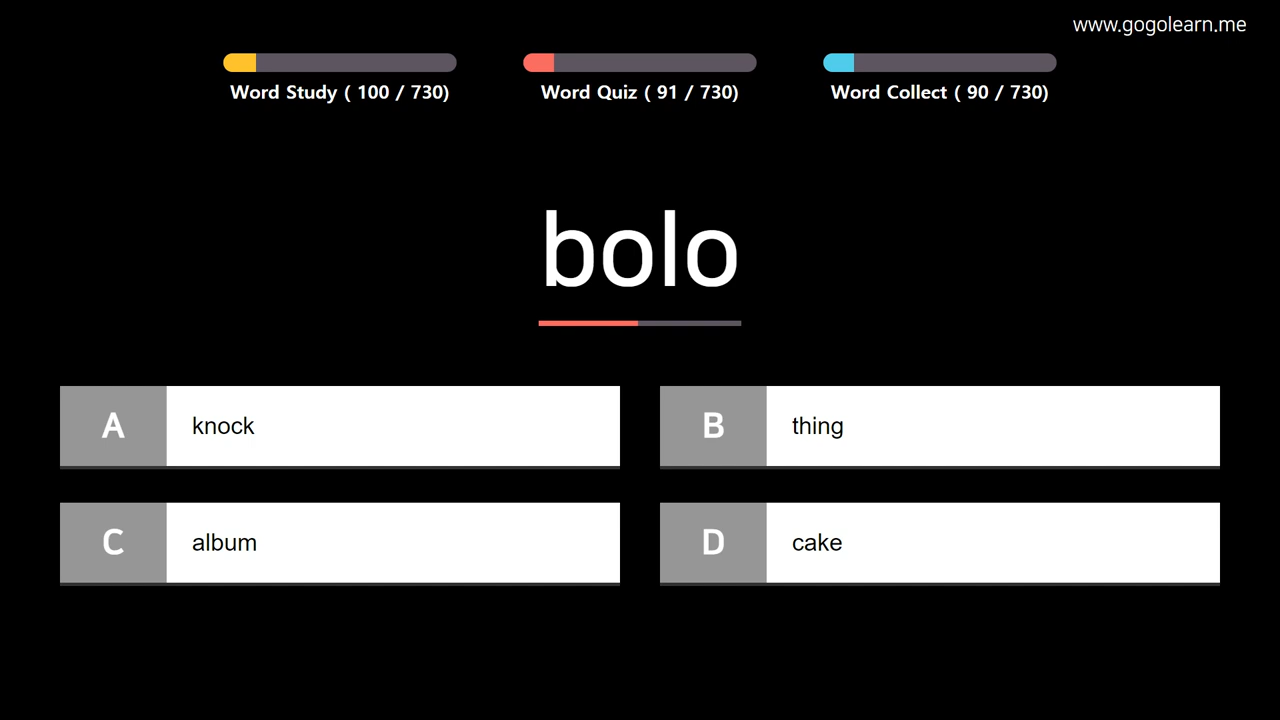 www.gogolearn.me
Word Study ( 100 / 730)
Word Quiz ( 91 / 730)
Word Collect ( 90 / 730)
bolo
A knock
B thing
C album
D cake